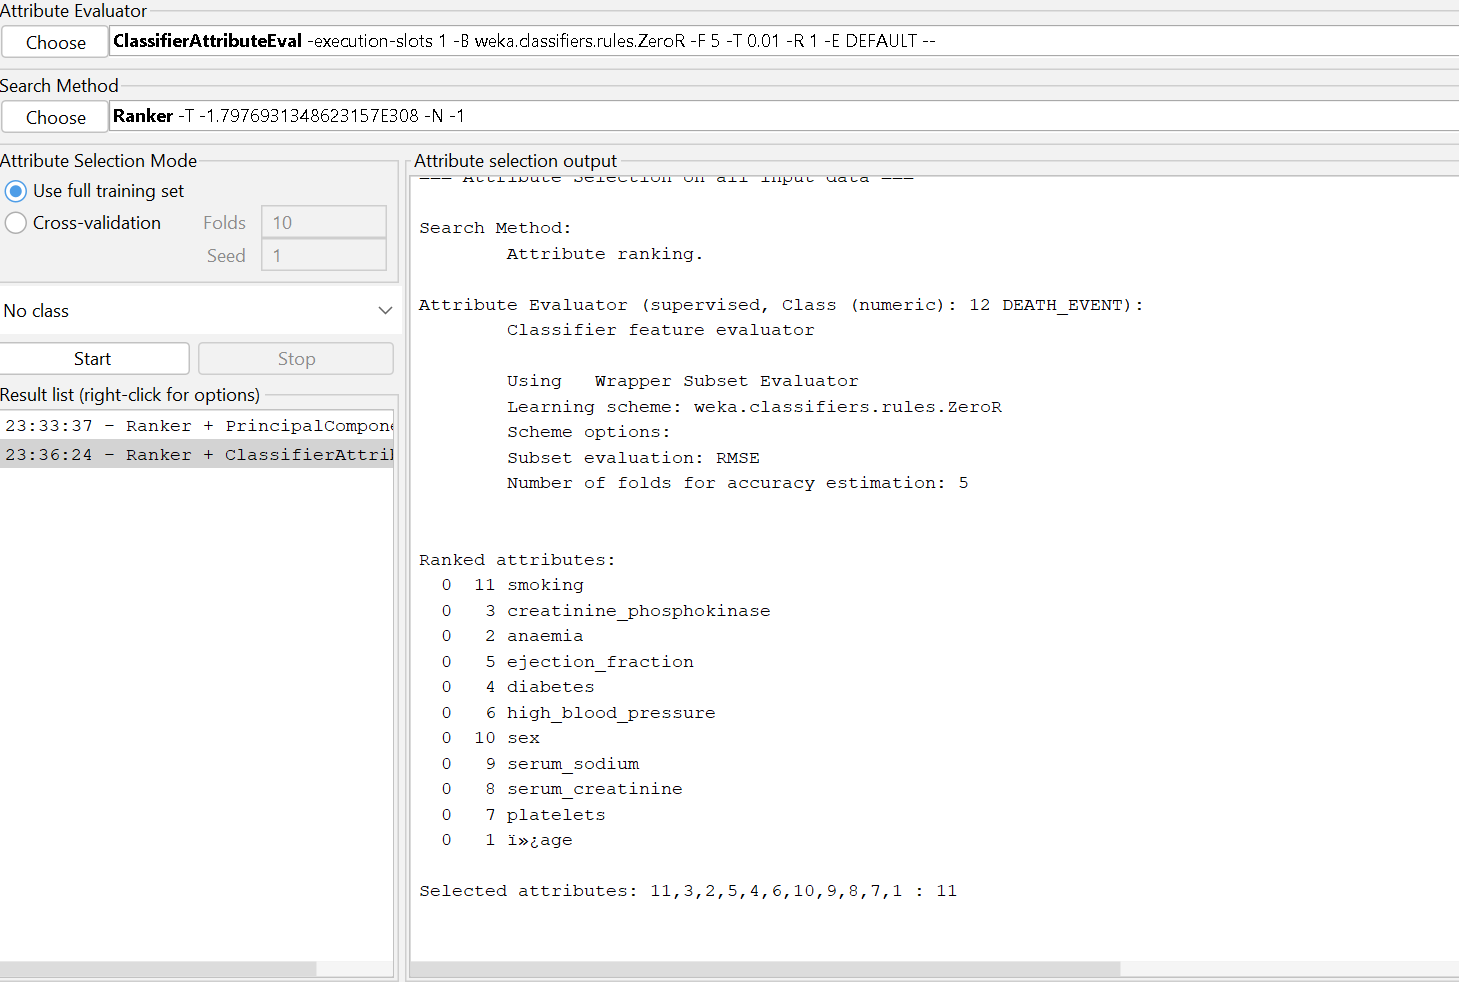 Attribute Evaluator
Choose ClassifierAttributeEval -execution-slots 1 -B weka.classifiers.rules.ZeroR -F 5 -T 0.01 -R 1 -E DEFAULT --
Search Method
Choose Ranker -T -1.7976931348623157E308 -N -1
Attribute Selection Mode
Use full training set
Cross-validation Folds 10
Seed 1
No class
Start Stop
Result list (right-click for options)
23:33:37 - Ranker + PrincipalCompone
23:36:24 - Ranker + ClassifierAttril
Attribute selection output
=== Attribute Selection on all input data ===
Search Method:
Attribute ranking.
Attribute Evaluator (supervised, Class (numeric): 12 DEATH_EVENT):
Classifier feature evaluator
Using Wrapper Subset Evaluator
Learning scheme: weka.classifiers.rules.ZeroR
Scheme options:
Subset evaluation: RMSE
Number of folds for accuracy estimation: 5
Ranked attributes:
0 11 smoking
0 3 creatinine_phosphokinase
0 2 anaemia
0 5 ejection_fraction
0 4 diabetes
0 6 high_blood_pressure
0 10 sex
0 9 serum_sodium
0 8 serum_creatinine
0 7 platelets
0 1 ï»¿age
Selected attributes: 11,3,2,5,4,6,10,9,8,7,1 : 11